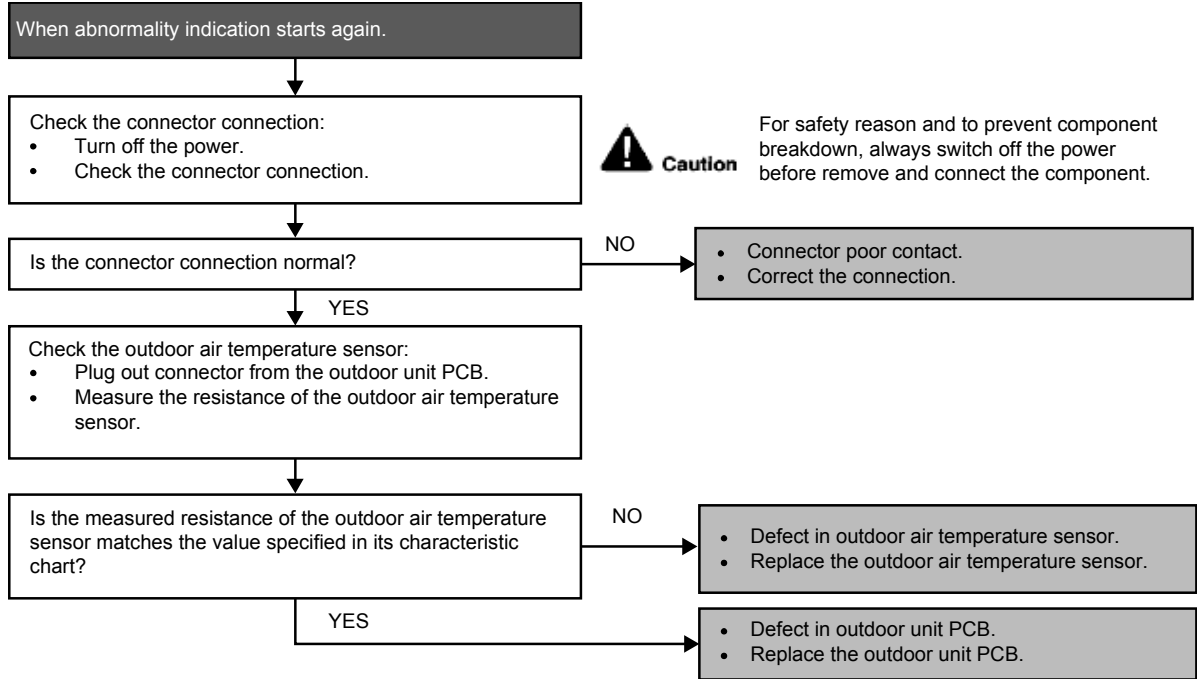 When abnormality indication starts again.
Check the connector connection:
• Turn off the power.
• Check the connector connection.
Caution
For safety reason and to prevent component
breakdown, always switch off the power
before remove and connect the component.
Is the connector connection normal?
NO
• Connector poor contact.
• Correct the connection.
YES
Check the outdoor air temperature sensor:
• Plug out connector from the outdoor unit PCB.
• Measure the resistance of the outdoor air temperature
sensor.
Is the measured resistance of the outdoor air temperature
sensor matches the value specified in its characteristic
chart?
NO
• Defect in outdoor air temperature sensor.
• Replace the outdoor air temperature sensor.
YES
• Defect in outdoor unit PCB.
• Replace the outdoor unit PCB.